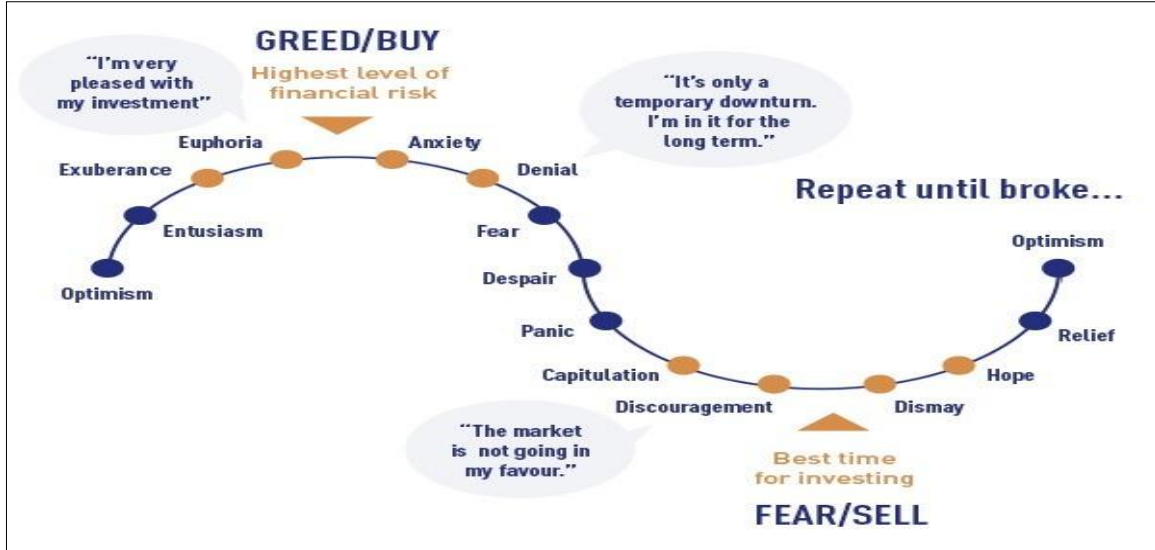 GREED/BUY
Highest level of
financial risk
“I'm very
pleased with
my investment”
“It's only a
temporary downturn.
I'm in it for the
long term.”
Euphoria
Anxiety
Exuberance
Denial
Repeat until broke...
Entusiasm
Fear
Optimism
Optimism
Despair
Panic
Relief
Capitulation
Hope
Discouragement
Dismay
“The market
is not going in
my favour.”
Best time
for investing
FEAR/SELL